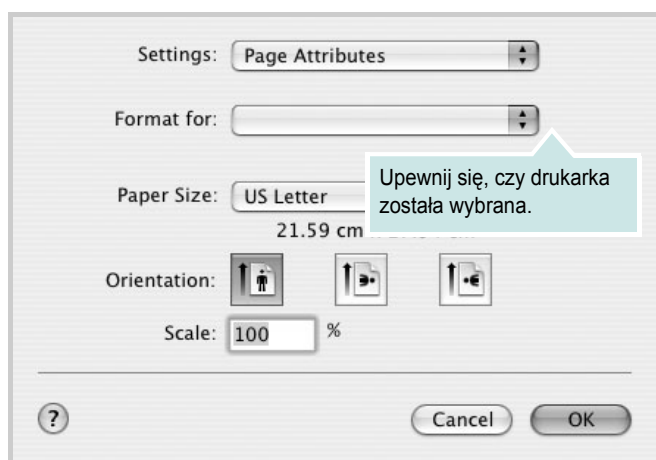 Settings: Page Attributes
Format for:
Upewnij się, czy drukarka
została wybrana.
Paper Size: US Letter
21.59 cm
Orientation:
Scale: 100 %
? Cancel OK